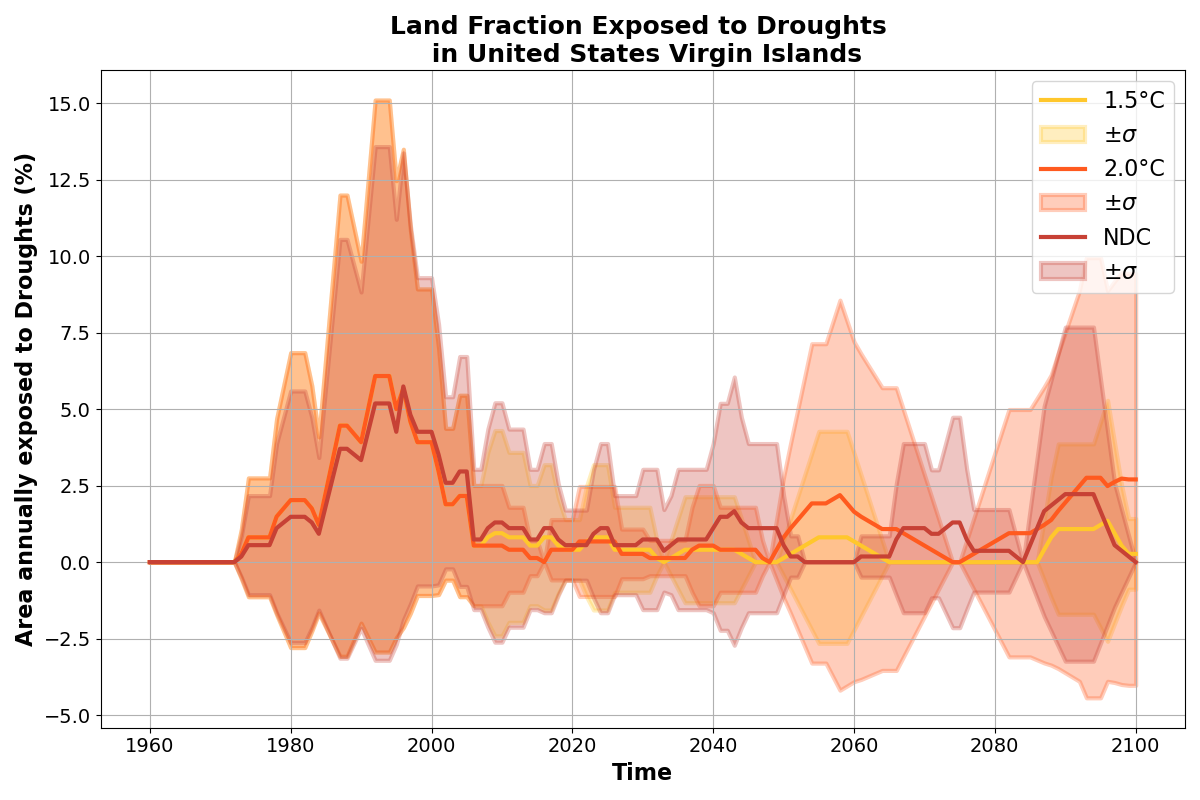 Land Fraction Exposed to Droughts
in United States Virgin Islands
Area annually exposed to Droughts (%)
15.0
12.5
10.0
7.5
5.0
2.5
0.0
−2.5
−5.0
1.5°C
±σ
2.0°C
±σ
NDC
±σ
1960
1980
2000
2020
2040
2060
2080
2100
Time